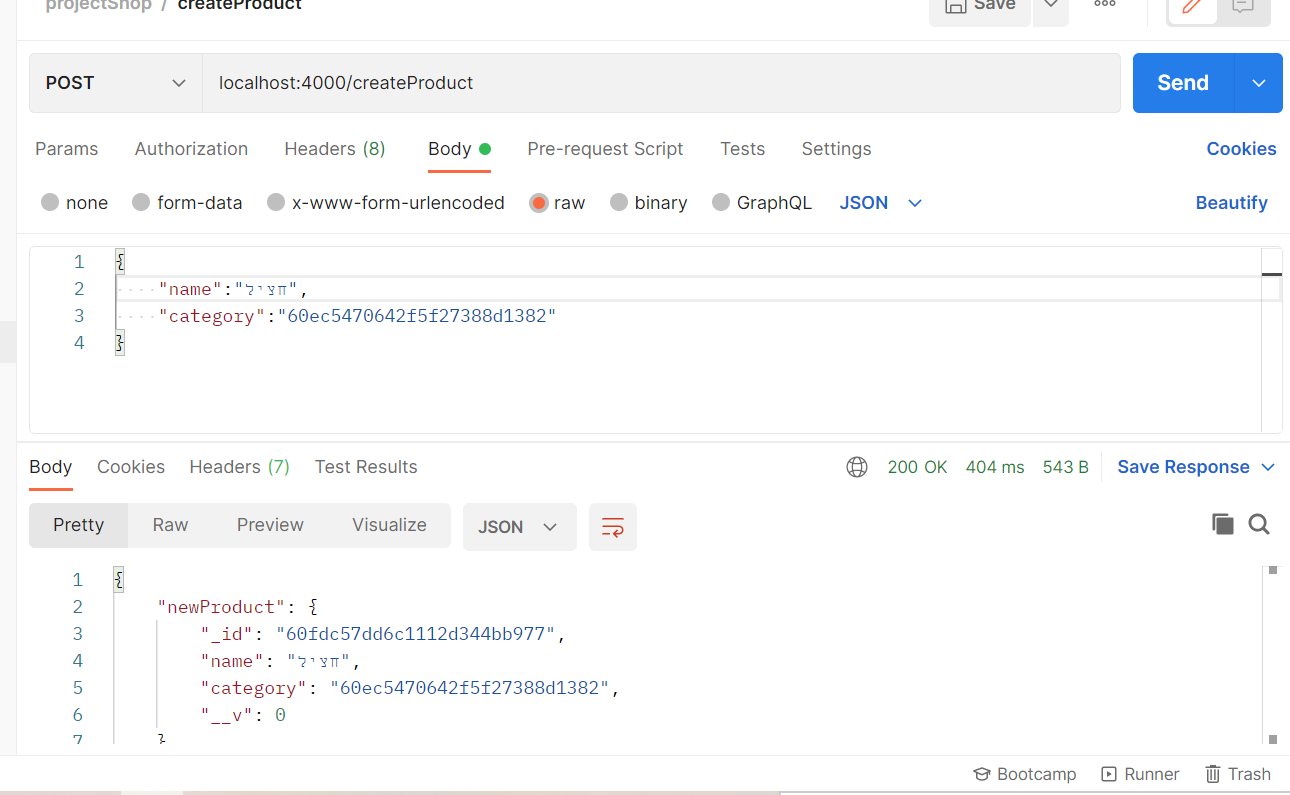 projectShop / createProduct
Save
POST localhost:4000/createProduct Send
Params Authorization Headers (8) Body Pre-request Script Tests Settings Cookies
none form-data x-www-form-urlencoded raw binary GraphQL JSON Beautify
1 {
2 "name":"חציל",
3 "category":"60ec5470642f5f27388d1382"
4 }
Body Cookies Headers (7) Test Results 200 OK 404 ms 543 B Save Response
Pretty Raw Preview Visualize JSON
1 {
2 "newProduct": {
3 "_id": "60fdc57dd6c1112d344bb977",
4 "name": "חציל",
5 "category": "60ec5470642f5f27388d1382",
6 "__v": 0
7 }
Bootcamp Runner Trash